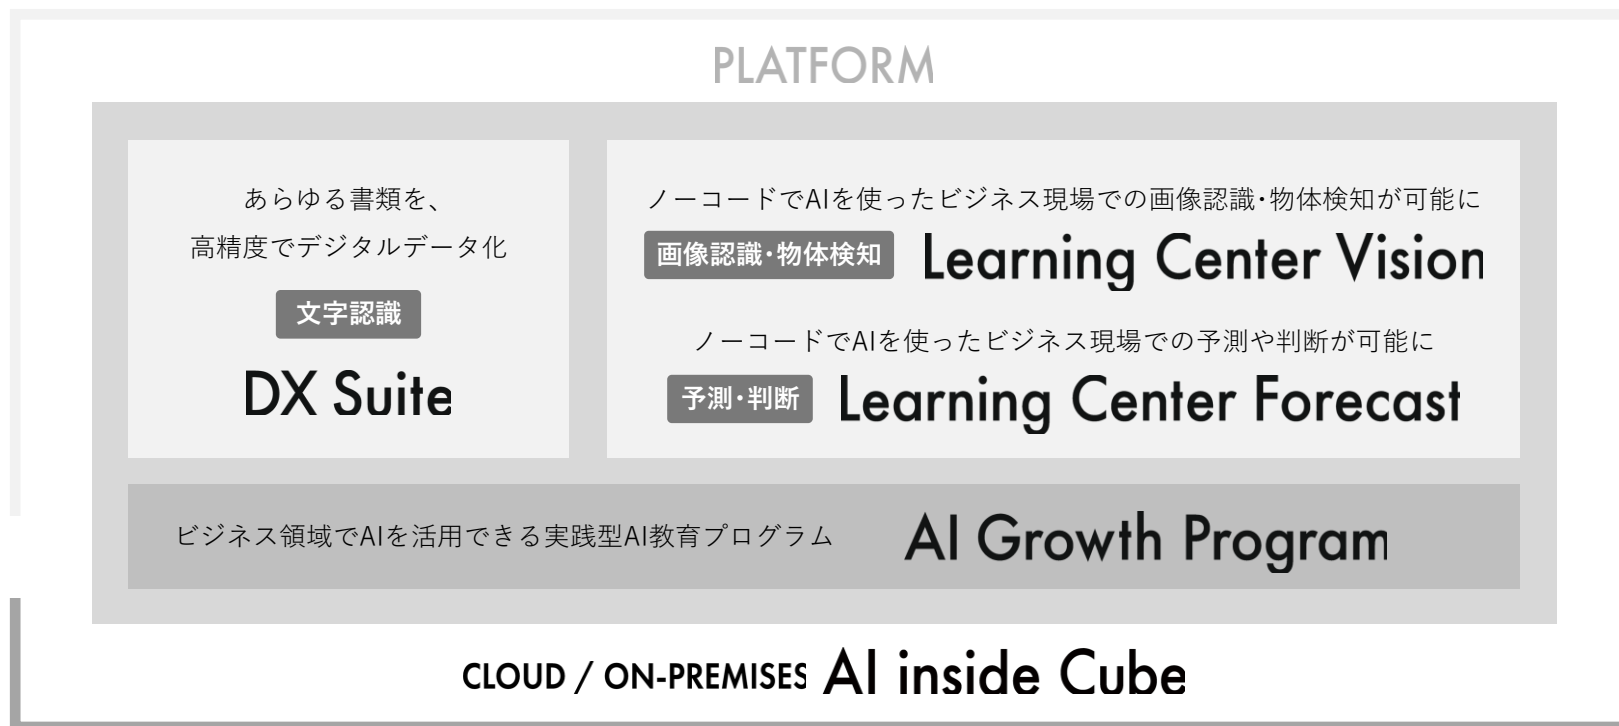 PLATFORM
あらゆる書類を、
高精度でデジタルデータ化
文字認識
DX Suite
ノーコードでAIを使ったビジネス現場での画像認識・物体検知が可能に
画像認識・物体検知 Learning Center Vision
ノーコードでAIを使ったビジネス現場での予測や判断が可能に
予測・判断 Learning Center Forecast
ビジネス領域でAIを活用できる実践型AI教育プログラム AI Growth Program
CLOUD / ON-PREMISES AI inside Cube